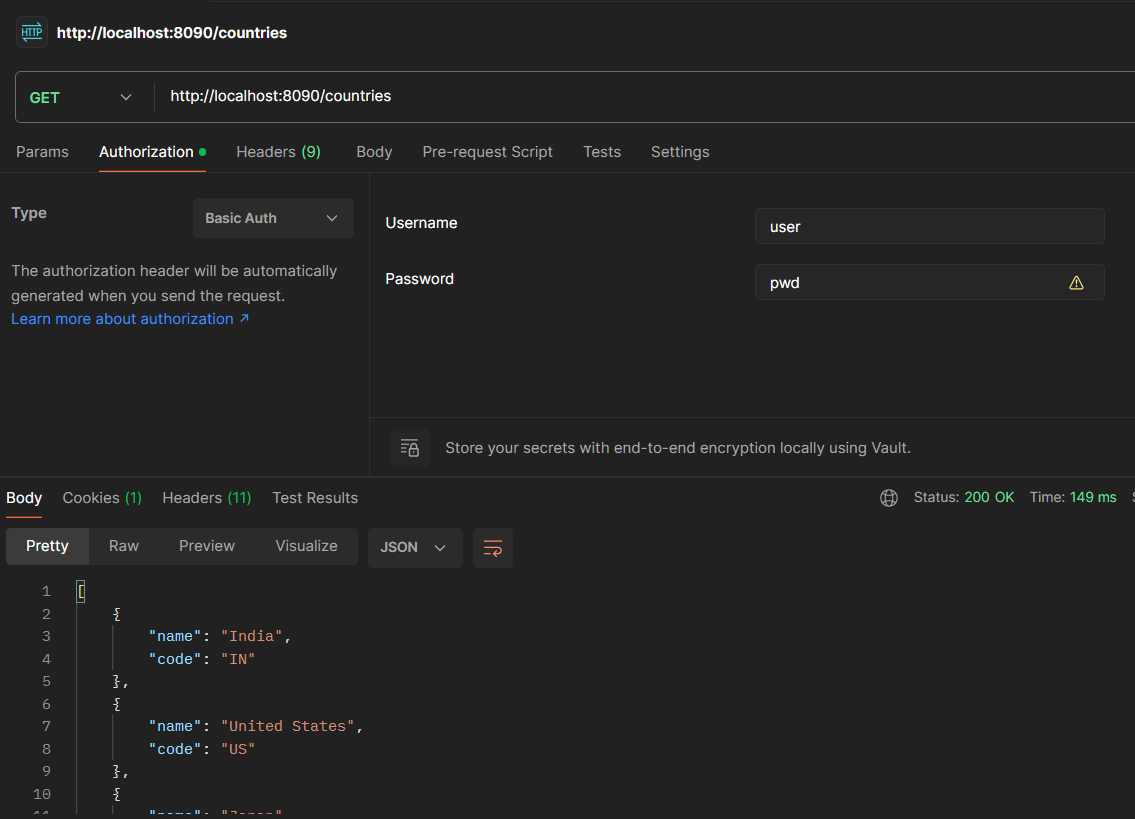 HTTP http://localhost:8090/countries
GET http://localhost:8090/countries
Params Authorization Headers (9) Body Pre-request Script Tests Settings
Type Basic Auth
The authorization header will be automatically
generated when you send the request.
Learn more about authorization ↗
Username user
Password pwd
Store your secrets with end-to-end encryption locally using Vault.
Body Cookies (1) Headers (11) Test Results Status: 200 OK Time: 149 ms
Pretty Raw Preview Visualize JSON
1 [
2 {
3 "name": "India",
4 "code": "IN"
5 },
6 {
7 "name": "United States",
8 "code": "US"
9 },
10 {
11 "name": "Japan"